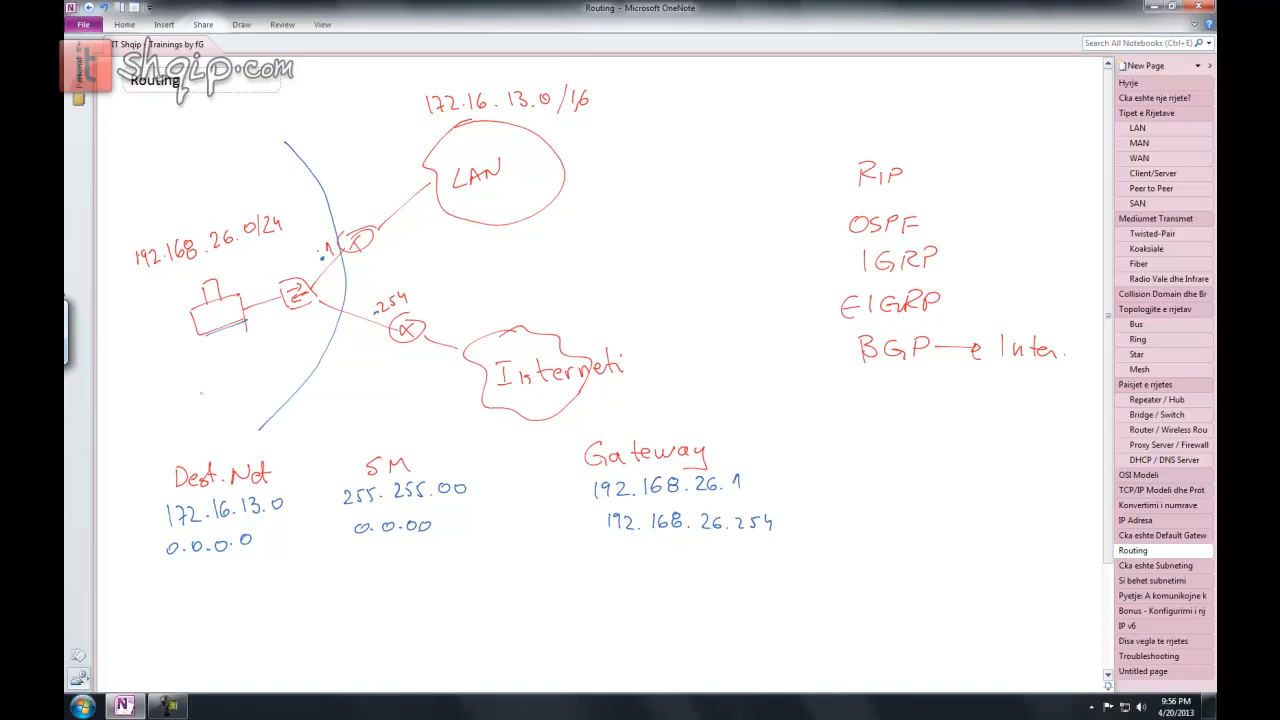 Routing - Microsoft OneNote
File Home Insert Share Draw Review View
IT Shqip - Trainings by fG
Search All Notebooks (Ctrl+E)
Shqip.com
Routing
172.16.13.0/16
LAN
192.168.26.0/24
.1
.254
Interneti
RIP
OSPF
IGRP
EIGRP
BGP → e Inter.
Dest.Net SM Gateway
172.16.13.0 255.255.00 192.168.26.1
0.0.0.0 0.0.00 192.168.26.254
New Page
Hyrje
Cka eshte nje rrjete?
Tipet e Rrjetave
LAN
MAN
WAN
Client/Server
Peer to Peer
SAN
Mediumet Transmet
Twisted-Pair
Koaksiale
Fiber
Radio Vale dhe Infrare
Collision Domain dhe Br
Topologjite e rrjetav
Bus
Ring
Star
Mesh
Paisjet e rrjetes
Repeater / Hub
Bridge / Switch
Router / Wireless Rou
Proxy Server / Firewall
DHCP / DNS Server
OSI Modeli
TCP/IP Modeli dhe Prot
Konvertimi i numrave
IP Adresa
Cka eshte Default Gatew
Routing
Cka eshte Subneting
Si behet subnetimi
Pyetje: A komunikojne k
Bonus - Konfigurimi i nj
IP v6
Disa vegla te rrjetes
Troubleshooting
Untitled page
9:56 PM
4/20/2013